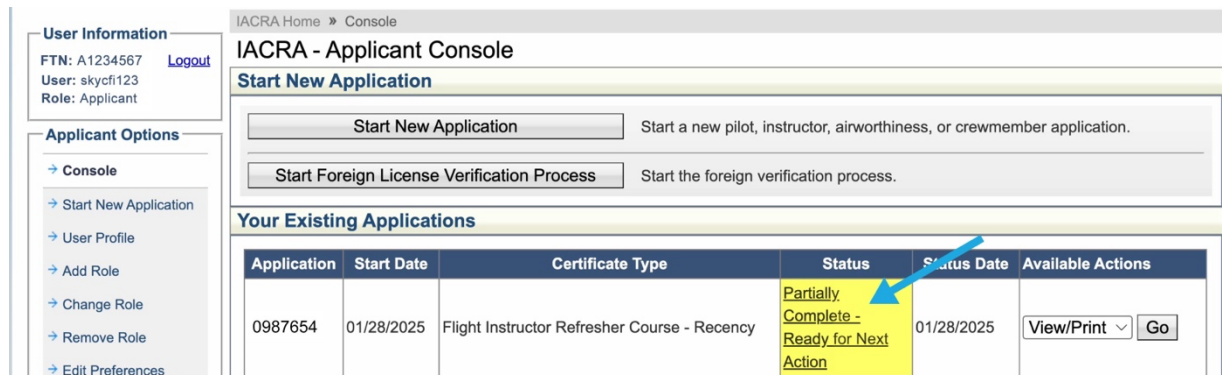 User Information
FTN: A1234567 Logout
User: skycfi123
Role: Applicant
Applicant Options
Console
Start New Application
User Profile
Add Role
Change Role
Remove Role
Edit Preferences
IACRA Home » Console
IACRA - Applicant Console
Start New Application
Start New Application Start a new pilot, instructor, airworthiness, or crewmember application.
Start Foreign License Verification Process Start the foreign verification process.
Your Existing Applications
Application Start Date Certificate Type Status Status Date Available Actions
0987654 01/28/2025 Flight Instructor Refresher Course - Recency
Partially
Complete -
Ready for Next
Action
01/28/2025 View/Print Go